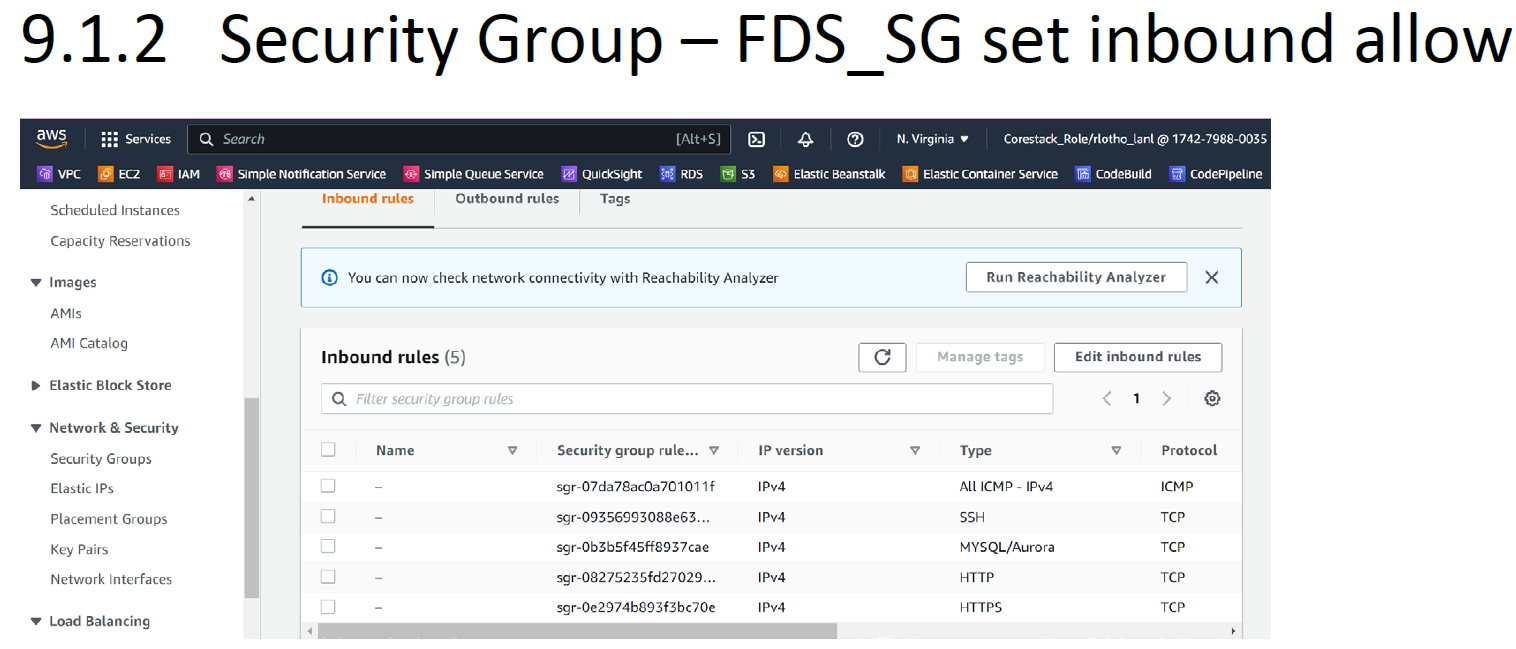 9.1.2 Security Group – FDS_SG set inbound allow
aws Services Search [Alt+S] N. Virginia Corestack_Role/rlotho_lanl @ 1742-7988-0035
VPC EC2 IAM Simple Notification Service Simple Queue Service QuickSight RDS S3 Elastic Beanstalk Elastic Container Service CodeBuild CodePipeline
Scheduled Instances
Capacity Reservations
Images
AMIs
AMI Catalog
Elastic Block Store
Network & Security
Security Groups
Elastic IPs
Placement Groups
Key Pairs
Network Interfaces
Load Balancing
Inbound rules Outbound rules Tags
You can now check network connectivity with Reachability Analyzer Run Reachability Analyzer
Inbound rules (5) Manage tags Edit inbound rules
Filter security group rules 1
Name Security group rule... IP version Type Protocol
– sgr-07da78ac0a701011f IPv4 All ICMP - IPv4 ICMP
– sgr-09356993088e63... IPv4 SSH TCP
– sgr-0b3b5f45ff8937cae IPv4 MYSQL/Aurora TCP
– sgr-08275235fd27029... IPv4 HTTP TCP
– sgr-0e2974b893f3bc70e IPv4 HTTPS TCP